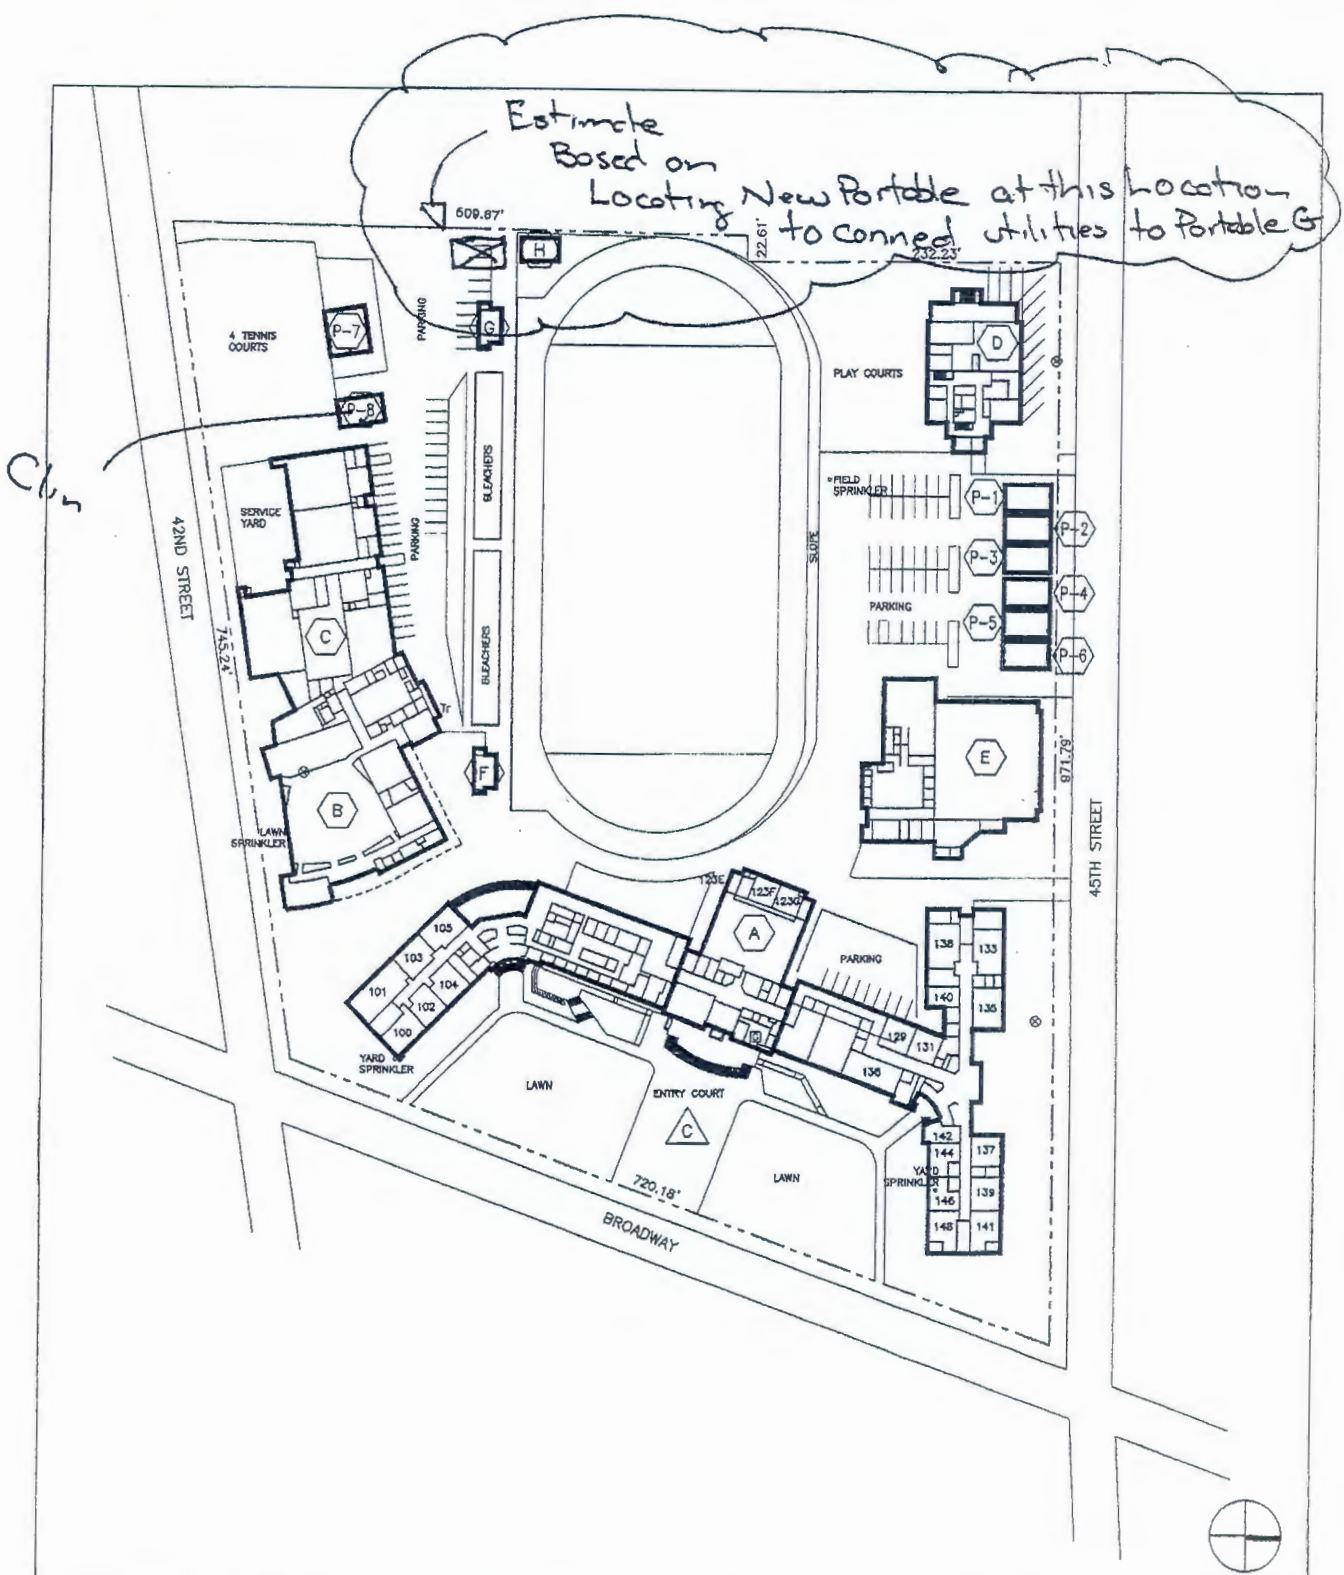 Estimate
Based on
Locating New Portable at this Location
to conned utilities to Portable G
609.87'
22.61'
232.23'
H
P-7
G
PARKING
D
4 TENNIS
COURTS
PLAY COURTS
P-8
BLEACHERS
FIELD
SPRINKLER
P-1
P-2
SERVICE
YARD
42ND STREET
PARKING
SLOPE
P-3
P-4
PARKING
P-5
C
745.24'
BLEACHERS
P-6
Tr
F
E
871.79'
B
LAWN
SPRINKLER
45TH STREET
123E
123F
123G
A
105
103
101
104
102
100
PARKING
138
133
140
135
129
131
136
YARD
SPRINKLER
LAWN
ENTRY COURT
C
142
144
137
YARD
SPRINKLER
146
139
148
141
LAWN
720.18'
BROADWAY